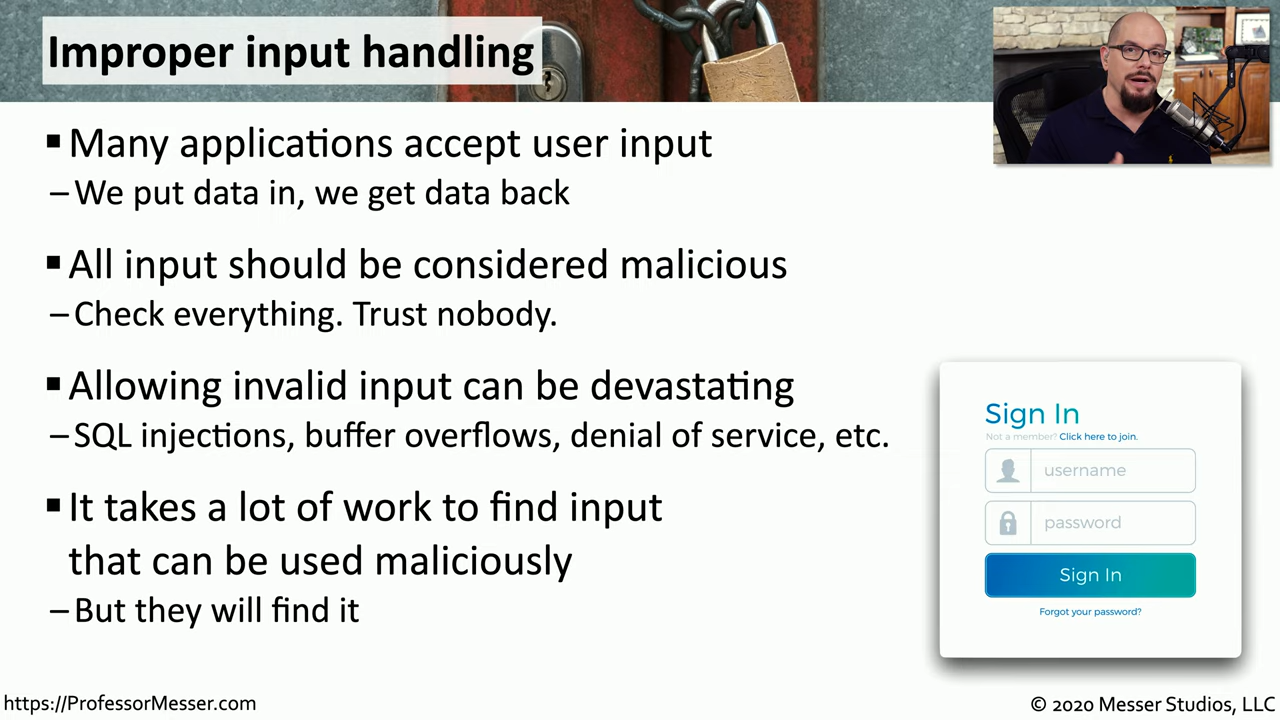 Improper input handling
▪Many applications accept user input
–We put data in, we get data back
▪All input should be considered malicious
–Check everything. Trust nobody.
▪Allowing invalid input can be devastating
–SQL injections, buffer overflows, denial of service, etc.
▪It takes a lot of work to find input
that can be used maliciously
–But they will find it
Sign In
Not a member? Click here to join.
username
password
Sign In
Forgot your password?
https://ProfessorMesser.com
© 2020 Messer Studios, LLC